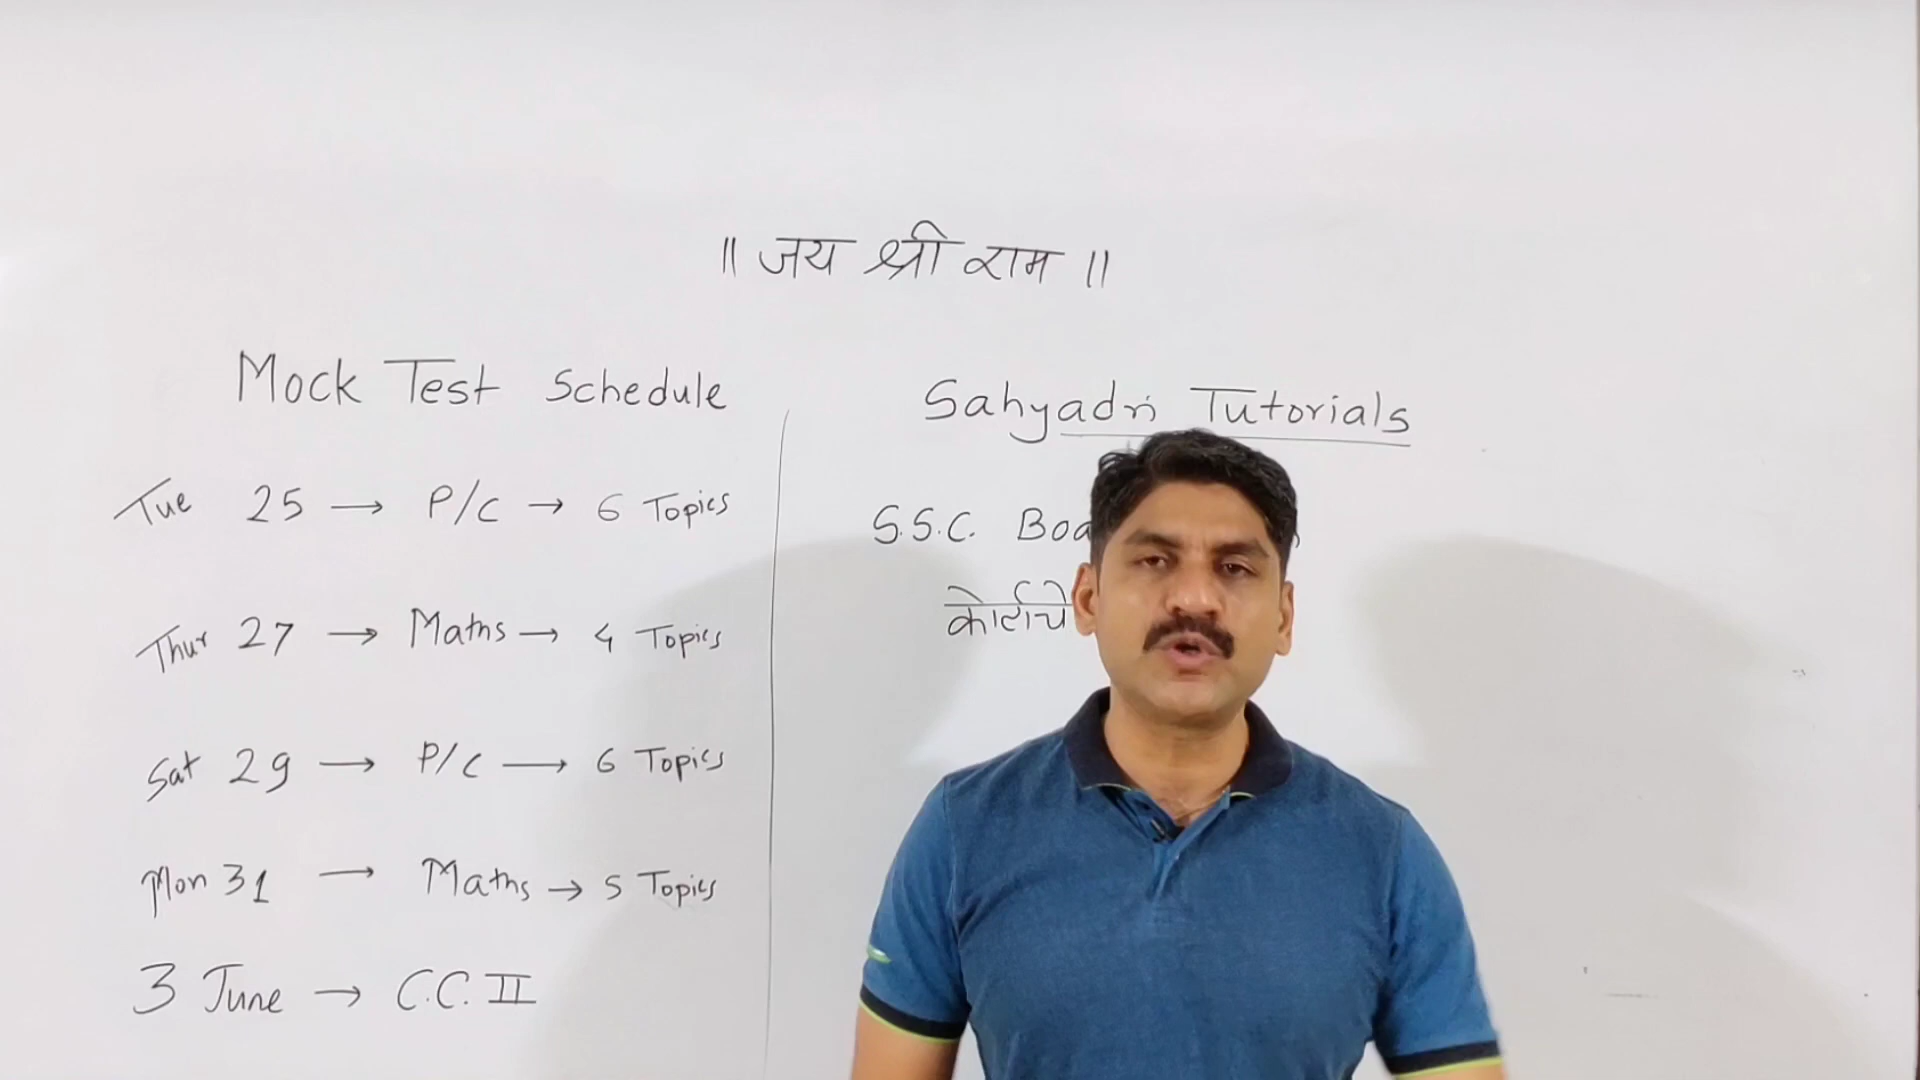 ॥ जय श्री राम ॥
Mock Test Schedule
Tue 25 → P/C → 6 Topics
Thur 27 → Maths → 4 Topics
Sat 29 → P/C → 6 Topics
Mon 31 → Maths → 5 Topics
3 June → C.C. II
Sahyadri Tutorials
S.S.C.